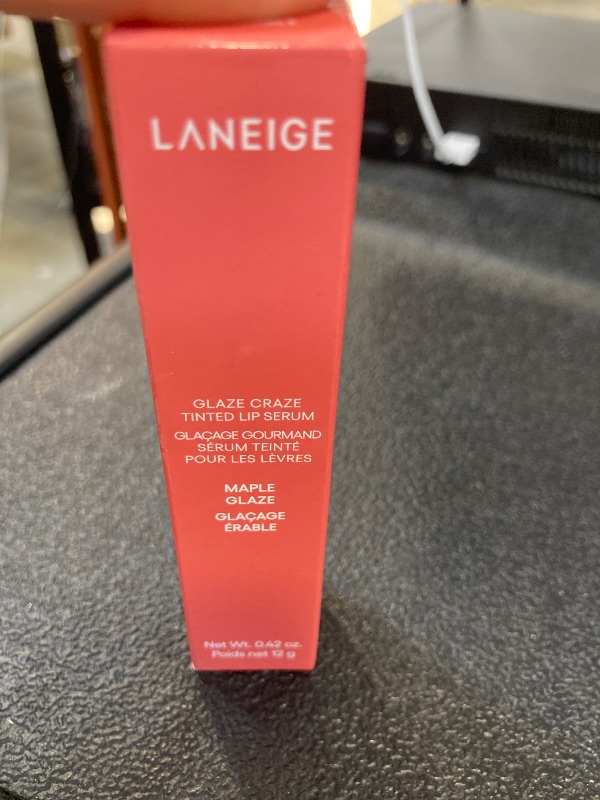 LANEIGE
GLAZE CRAZE
TINTED LIP SERUM
GLAÇAGE GOURMAND
SÉRUM TEINTÉ
POUR LES LÈVRES
MAPLE
GLAZE
GLAÇAGE
ÉRABLE
Net Wt. 0.42 oz.
Poids net 12 g